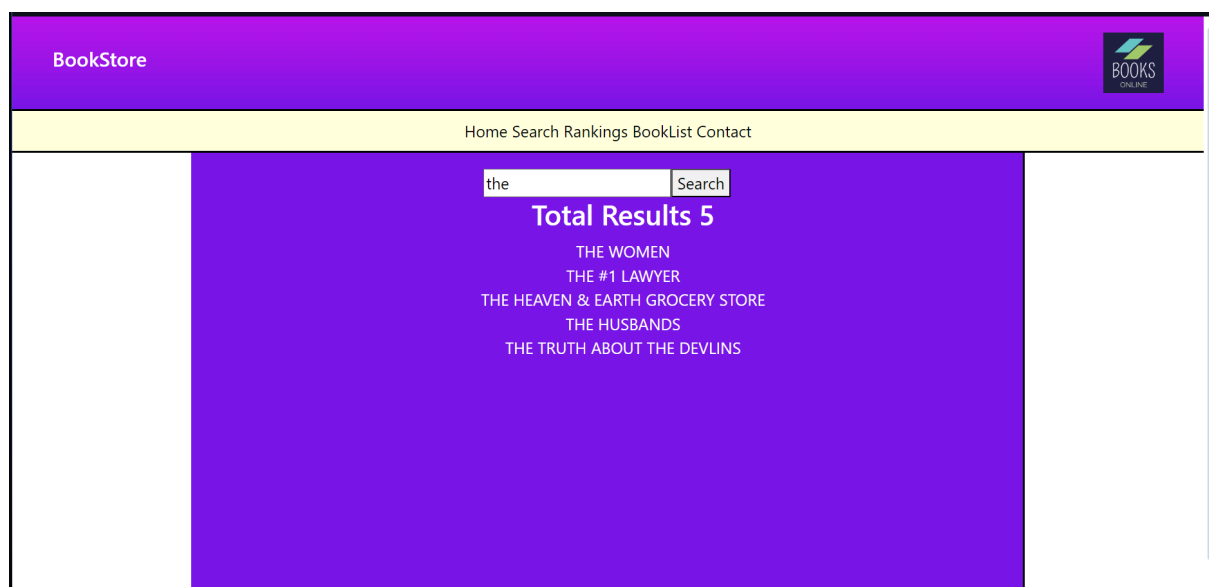 BookStore
BOOKS
ONLINE
Home Search Rankings BookList Contact
the Search
Total Results 5
THE WOMEN
THE #1 LAWYER
THE HEAVEN & EARTH GROCERY STORE
THE HUSBANDS
THE TRUTH ABOUT THE DEVLINS